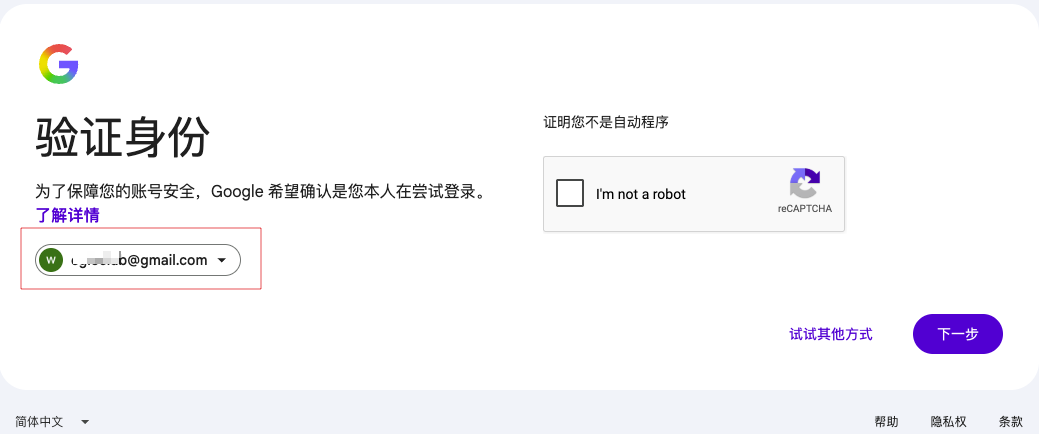 验证身份
为了保障您的账号安全，Google 希望确认是您本人在尝试登录。
了解详情
W
@gmail.com
证明您不是自动程序
I'm not a robot
reCAPTCHA
试试其他方式
下一步
简体中文
帮助
隐私权
条款